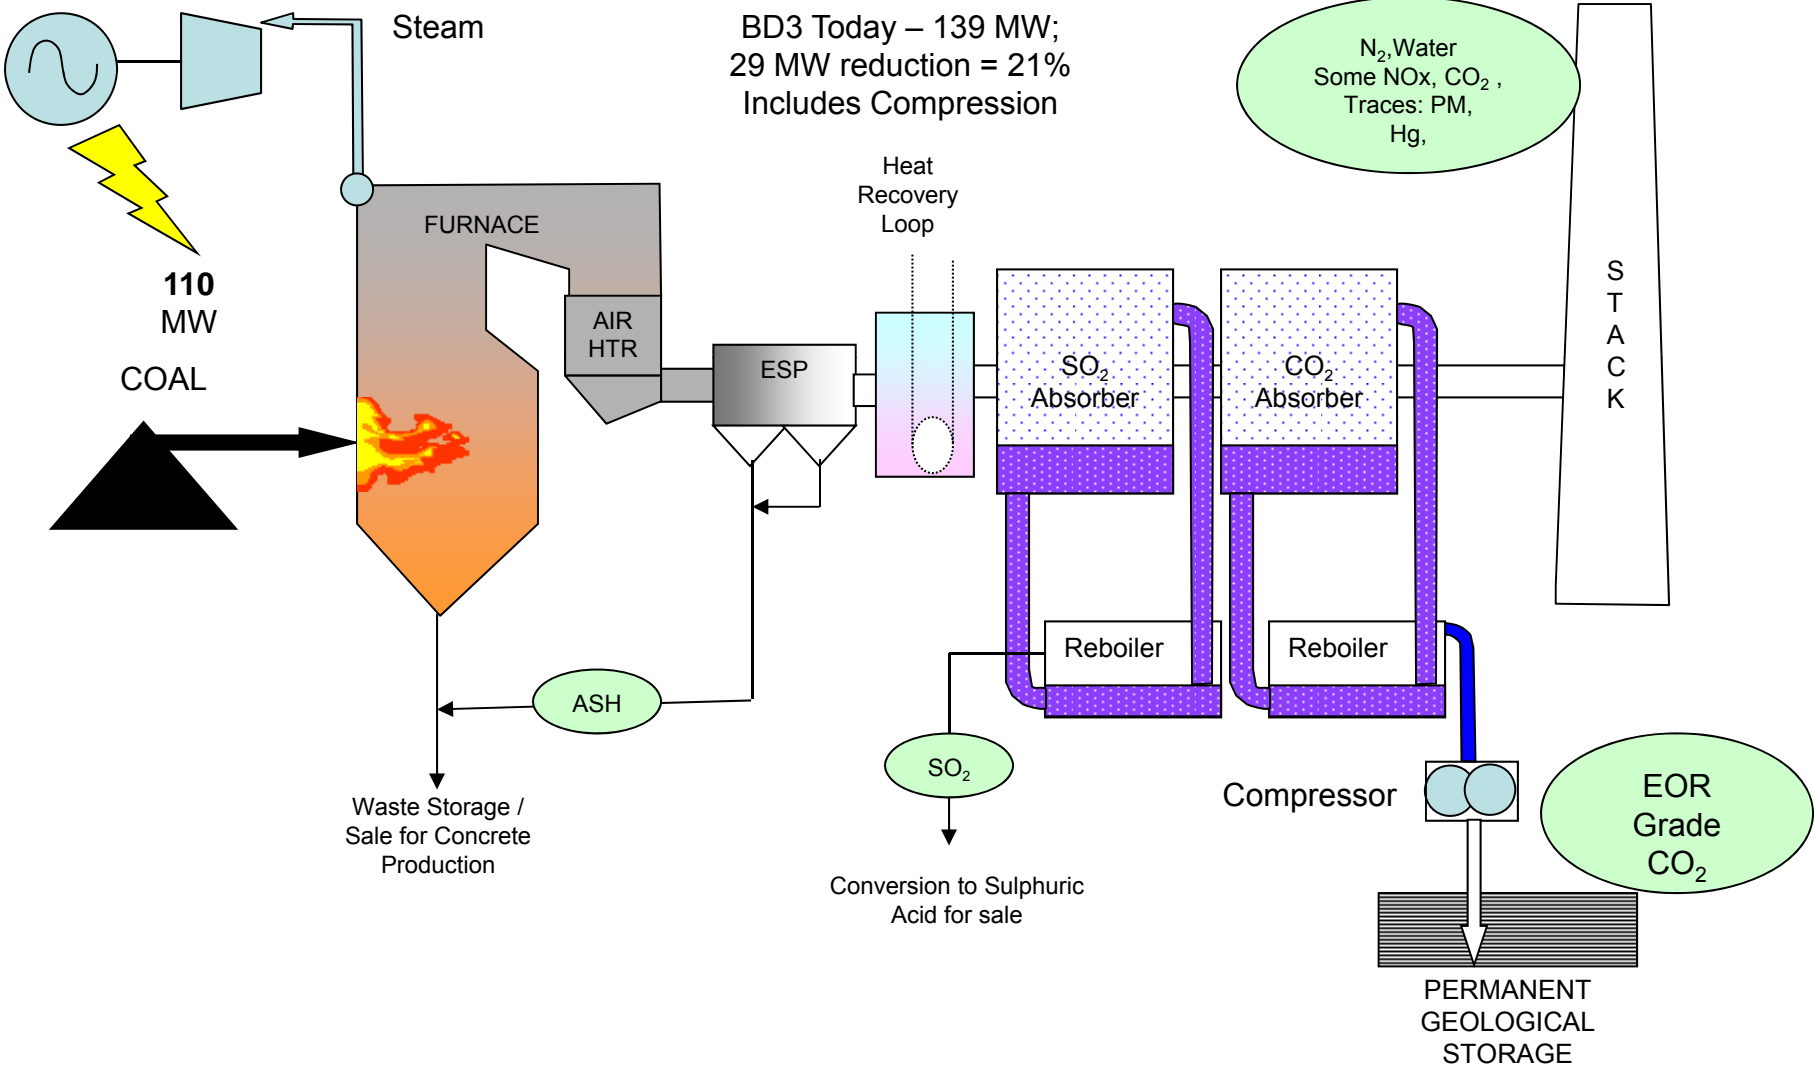 Steam
BD3 Today – 139 MW;
29 MW reduction = 21%
Includes Compression
N₂,Water
Some NOx, CO₂ ,
Traces: PM,
Hg,
Heat
Recovery
Loop
FURNACE
110
MW
AIR
HTR
COAL
ESP
SO₂
Absorber
CO₂
Absorber
S
T
A
C
K
Reboiler
Reboiler
ASH
SO₂
Waste Storage /
Sale for Concrete
Production
Compressor
EOR
Grade
CO₂
Conversion to Sulphuric
Acid for sale
PERMANENT
GEOLOGICAL
STORAGE